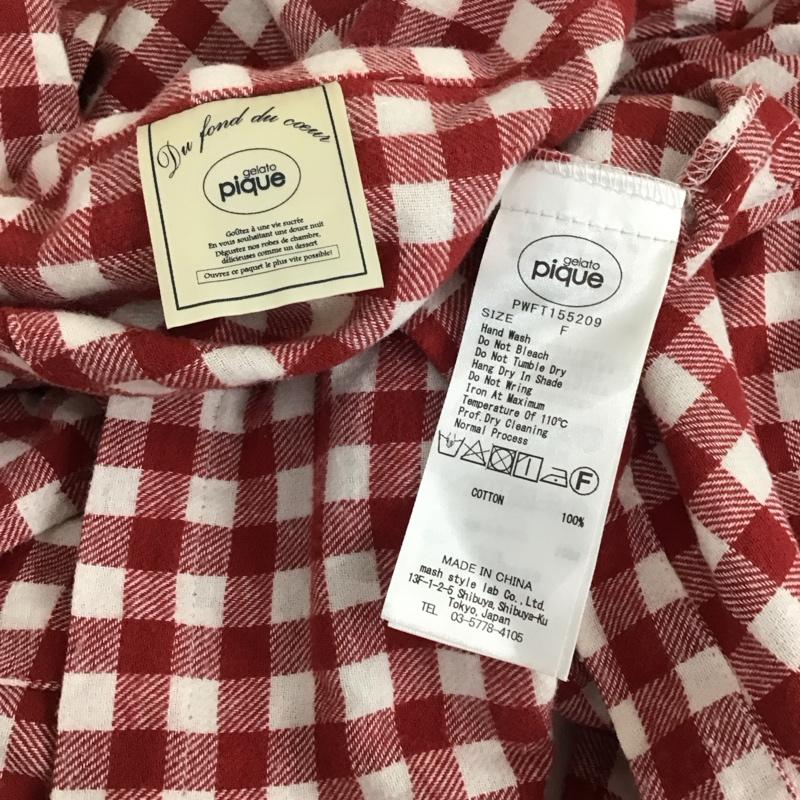 Du fond du cœur
gelato
pique
Goûtez à une vie sucrée
En vous souhaitant une douce nuit
Dégustez nos robes de chambre,
délicieuses comme un dessert
Ouvrez ce paquet le plus vite possible!
gelato
pique
PWFT155209
SIZE F
Hand Wash
Do Not Bleach
Do Not Tumble Dry
Hang Dry In Shade
Do Not Wring
Iron At Maximum
Temperature Of 110℃
Prof.Dry Cleaning
Normal Process
F
COTTON 100%
MADE IN CHINA
mash style lab Co.,Ltd.
13F-1-2-5 Shibuya,Shibuya-Ku
Tokyo,Japan
TEL 03-5778-4105